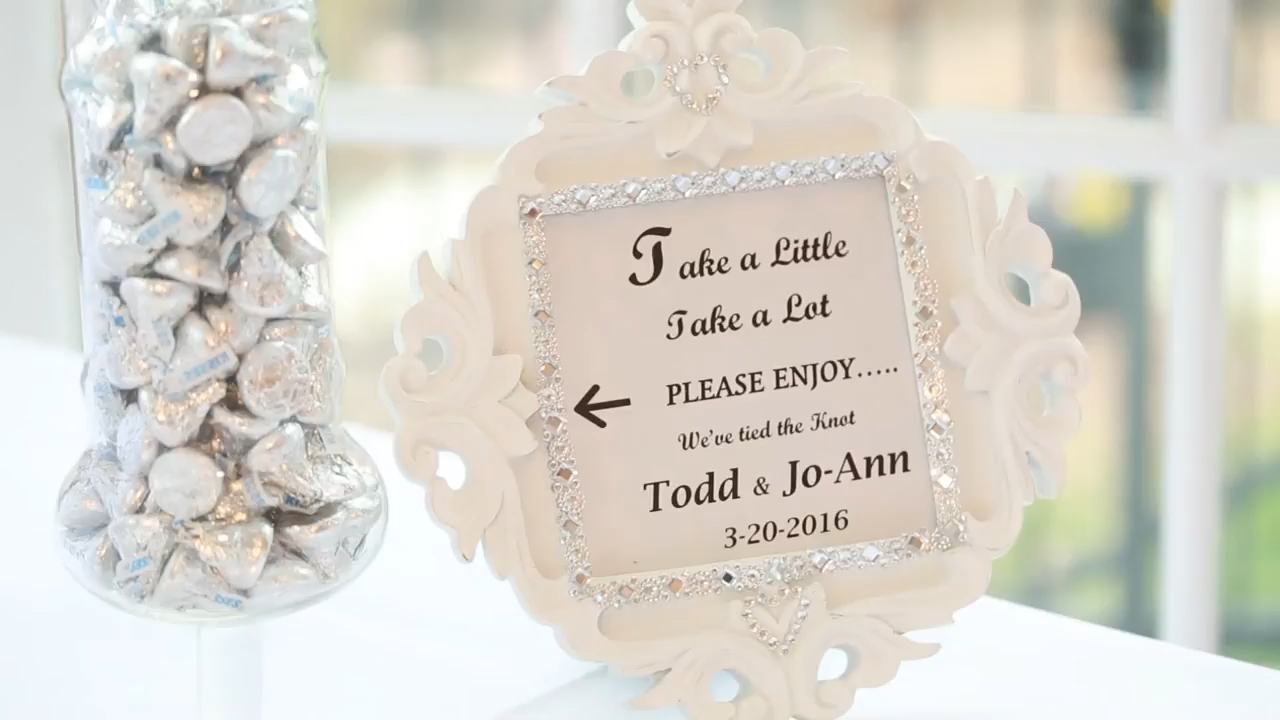 Take a Little
Take a Lot
PLEASE ENJOY.....
We've tied the Knot
Todd & Jo-Ann
3-20-2016